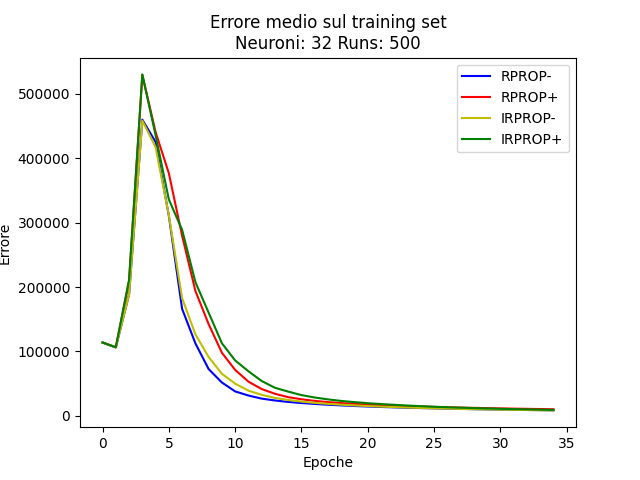 Errore medio sul training set
Neuroni: 32 Runs: 500
RPROP-
RPROP+
IRPROP-
IRPROP+
500000
400000
300000
200000
100000
0
Errore
0 5 10 15 20 25 30 35
Epoche